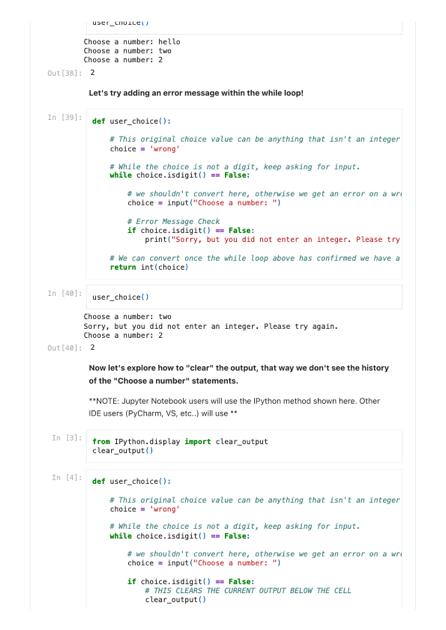 user_choice()
Choose a number: hello
Choose a number: two
Choose a number: 2
Out[38]: 2
Let's try adding an error message within the while loop!
In [39]: def user_choice():
# This original choice value can be anything that isn't an integer
choice = 'wrong'
# While the choice is not a digit, keep asking for input.
while choice.isdigit() == False:
# we shouldn't convert here, otherwise we get an error on a wro
choice = input("Choose a number: ")
# Error Message Check
if choice.isdigit() == False:
print("Sorry, but you did not enter an integer. Please try
# We can convert once the while loop above has confirmed we have a
return int(choice)
In [40]: user_choice()
Choose a number: two
Sorry, but you did not enter an integer. Please try again.
Choose a number: 2
Out[40]: 2
Now let's explore how to "clear" the output, that way we don't see the history
of the "Choose a number" statements.
**NOTE: Jupyter Notebook users will use the IPython method shown here. Other
IDE users (PyCharm, VS, etc..) will use **
In [3]: from IPython.display import clear_output
clear_output()
In [4]: def user_choice():
# This original choice value can be anything that isn't an integer
choice = 'wrong'
# While the choice is not a digit, keep asking for input.
while choice.isdigit() == False:
# we shouldn't convert here, otherwise we get an error on a wro
choice = input("Choose a number: ")
if choice.isdigit() == False:
# THIS CLEARS THE CURRENT OUTPUT BELOW THE CELL
clear_output()